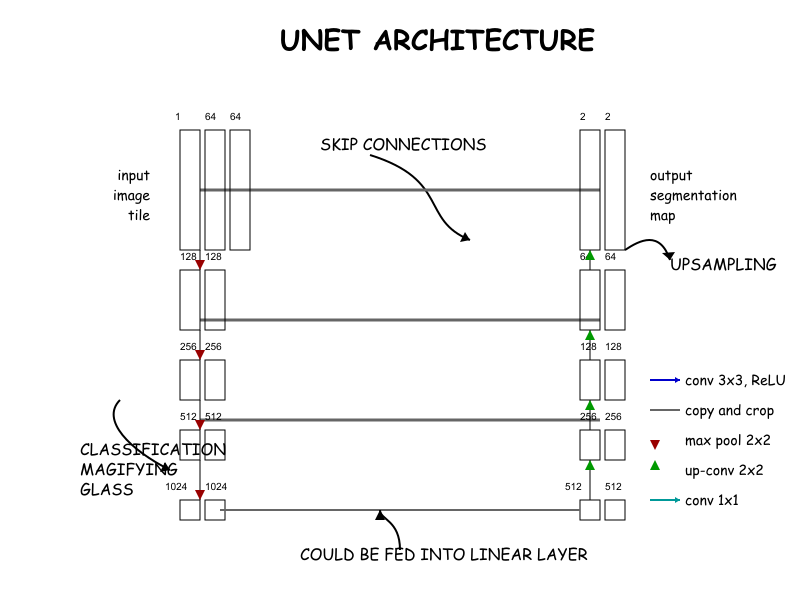 UNET ARCHITECTURE
1 64 64
2 2
SKIP CONNECTIONS
input
image
tile
output
segmentation
map
128 128
64 64
UPSAMPLING
256 256
128 128
conv 3x3, ReLU
512 512
256 256
copy and crop
CLASSIFICATION
MAGIFYING
GLASS
max pool 2x2
up-conv 2x2
1024 1024
512 512
conv 1x1
COULD BE FED INTO LINEAR LAYER